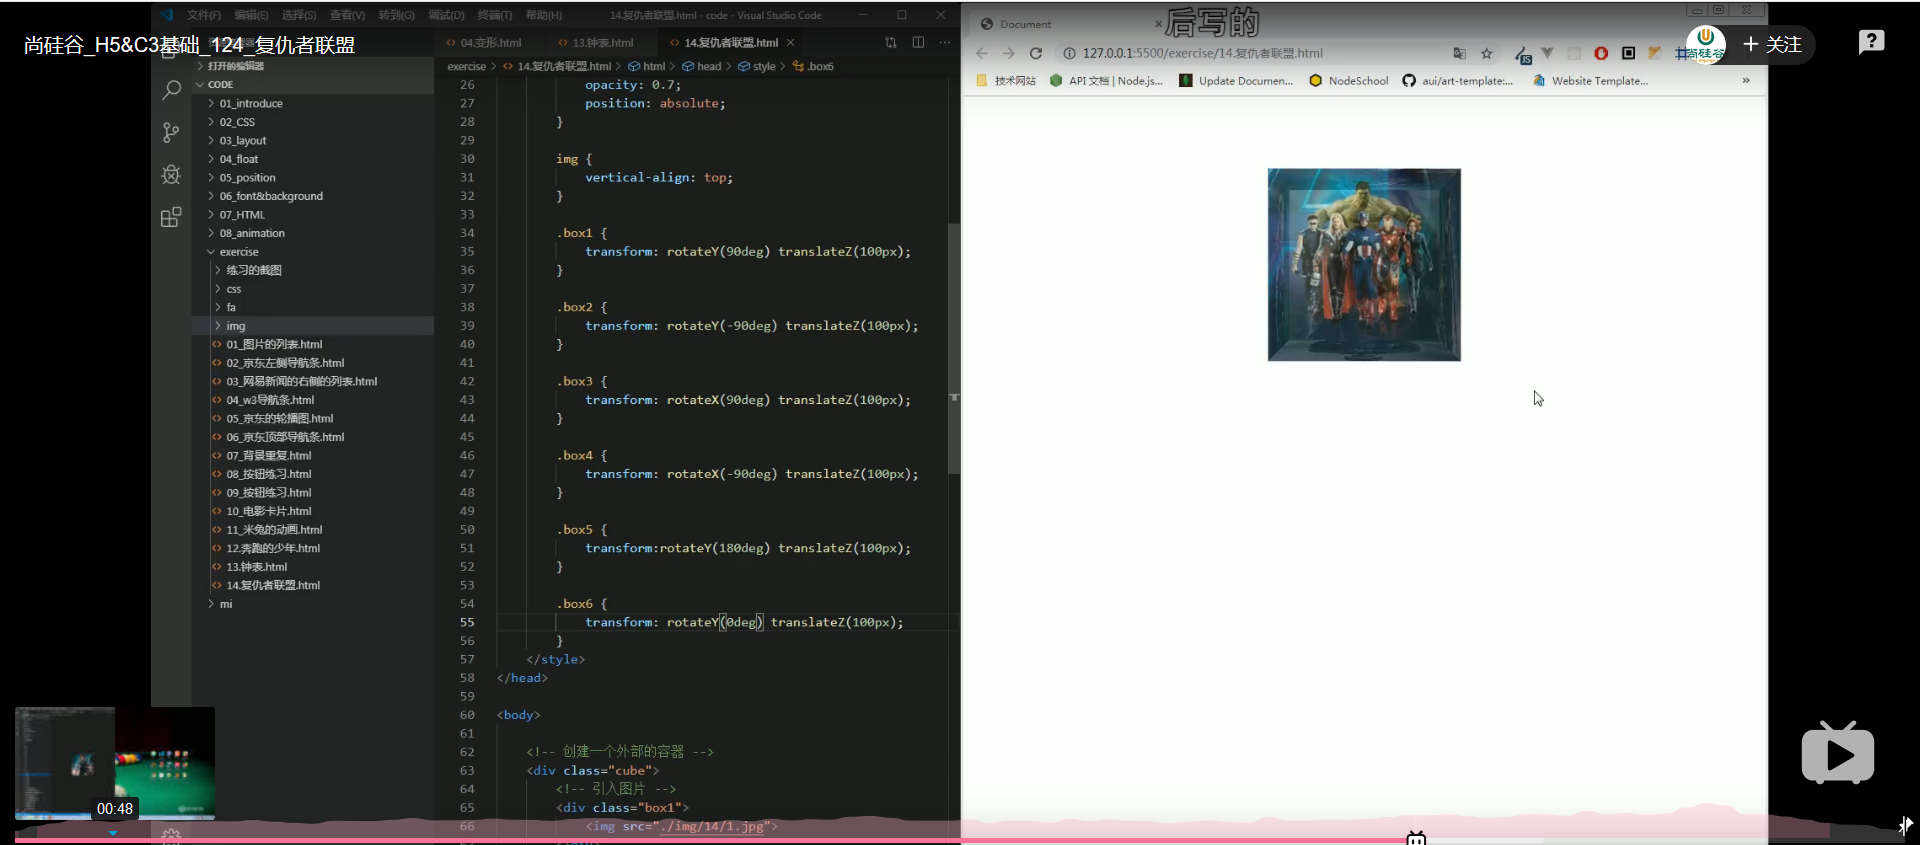 尚硅谷_H5&C3基础_124_复仇者联盟
文件(F) 编辑(E) 选择(S) 查看(V) 转到(G) 调试(D) 终端(T) 帮助(H) 14.复仇者联盟.html - code - Visual Studio Code
打开的编辑器
CODE
01_introduce
02_CSS
03_layout
04_float
05_position
06_font&background
07_HTML
08_animation
exercise
练习的截图
css
fa
img
01_图片的列表.html
02_京东左侧导航条.html
03_网易新闻的右侧的列表.html
04_w3导航条.html
05_京东的轮播图.html
06_京东顶部导航条.html
07_背景重复.html
08_按钮练习.html
09_按钮练习.html
10_电影卡片.html
11_米兔的动画.html
12.奔跑的少年.html
13.钟表.html
14.复仇者联盟.html
mi
00:48
04.变形.html 13.钟表.html 14.复仇者联盟.html
exercise > 14.复仇者联盟.html > html > head > style > .box6
26 opacity: 0.7;
27 position: absolute;
28 }
29
30 img {
31 vertical-align: top;
32 }
33
34 .box1 {
35 transform: rotateY(90deg) translateZ(100px);
36 }
37
38 .box2 {
39 transform: rotateY(-90deg) translateZ(100px);
40 }
41
42 .box3 {
43 transform: rotateX(90deg) translateZ(100px);
44 }
45
46 .box4 {
47 transform: rotateX(-90deg) translateZ(100px);
48 }
49
50 .box5 {
51 transform:rotateY(180deg) translateZ(100px);
52 }
53
54 .box6 {
55 transform: rotateY(0deg) translateZ(100px);
56 }
57 </style>
58 </head>
59
60 <body>
61
62 <!-- 创建一个外部的容器 -->
63 <div class="cube">
64 <!-- 引入图片 -->
65 <div class="box1">
66 <img src="./img/14/1.jpg">
Document
后写的
127.0.0.1:5500/exercise/14.复仇者联盟.html
技术网站 API 文档 | Node.js... Update Documen... NodeSchool aui/art-template:... Website Template... »
尚硅谷
+ 关注